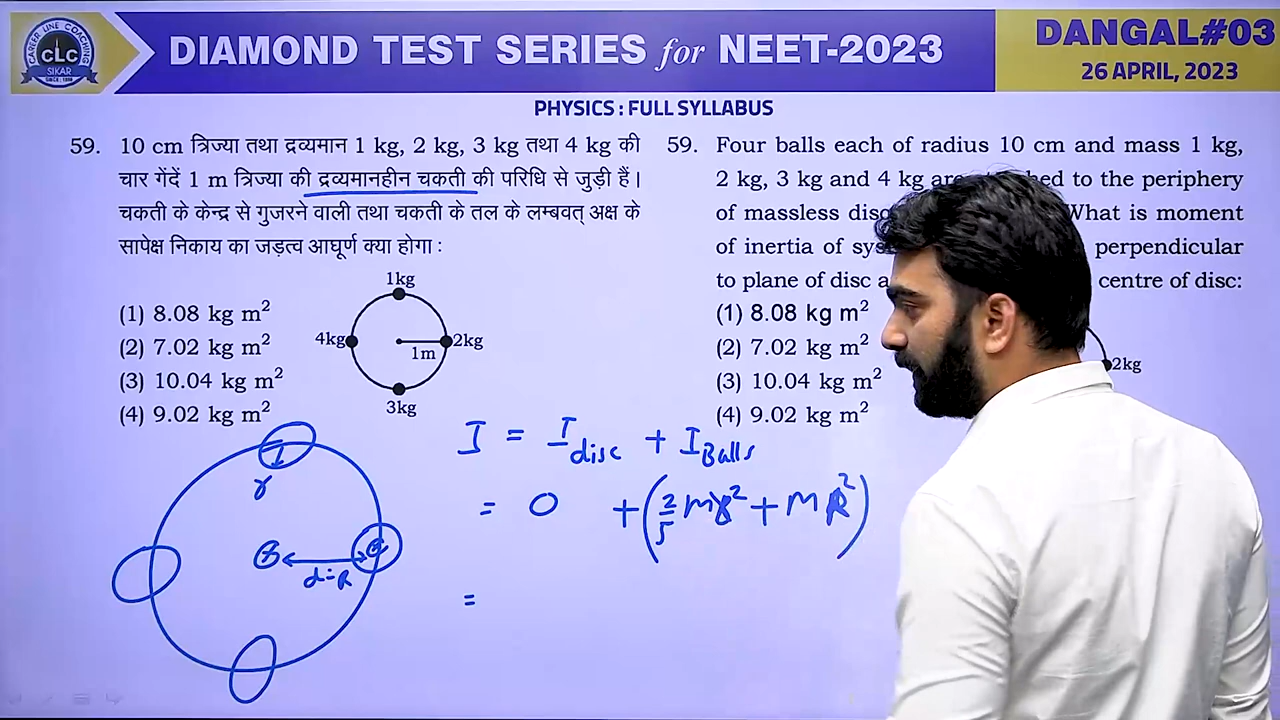 CAREER LINE COACHING
CLC
SIKAR
SINCE : 1996
DIAMOND TEST SERIES for NEET-2023
DANGAL#03
26 APRIL, 2023
PHYSICS : FULL SYLLABUS
59. 10 cm त्रिज्या तथा द्रव्यमान 1 kg, 2 kg, 3 kg तथा 4 kg की
चार गेंदें 1 m त्रिज्या की द्रव्यमानहीन चकती की परिधि से जुड़ी हैं।
चकती के केन्द्र से गुजरने वाली तथा चकती के तल के लम्बवत् अक्ष के
सापेक्ष निकाय का जड़त्व आघूर्ण क्या होगा :
(1) 8.08 kg m²
(2) 7.02 kg m²
(3) 10.04 kg m²
(4) 9.02 kg m²
1kg
4kg
2kg
1m
3kg
59. Four balls each of radius 10 cm and mass 1 kg,
2 kg, 3 kg and 4 kg are
to the periphery
of massless disc
What is moment
of inertia of
perpendicular
to plane of disc
centre of disc:
(1) 8.08 kg m²
(2) 7.02 kg m²
(3) 10.04 kg m²
(4) 9.02 kg m²
2kg
I = I disc + I Balls
= 0 + (2/5 mr² + mR²)
=
r
d=R